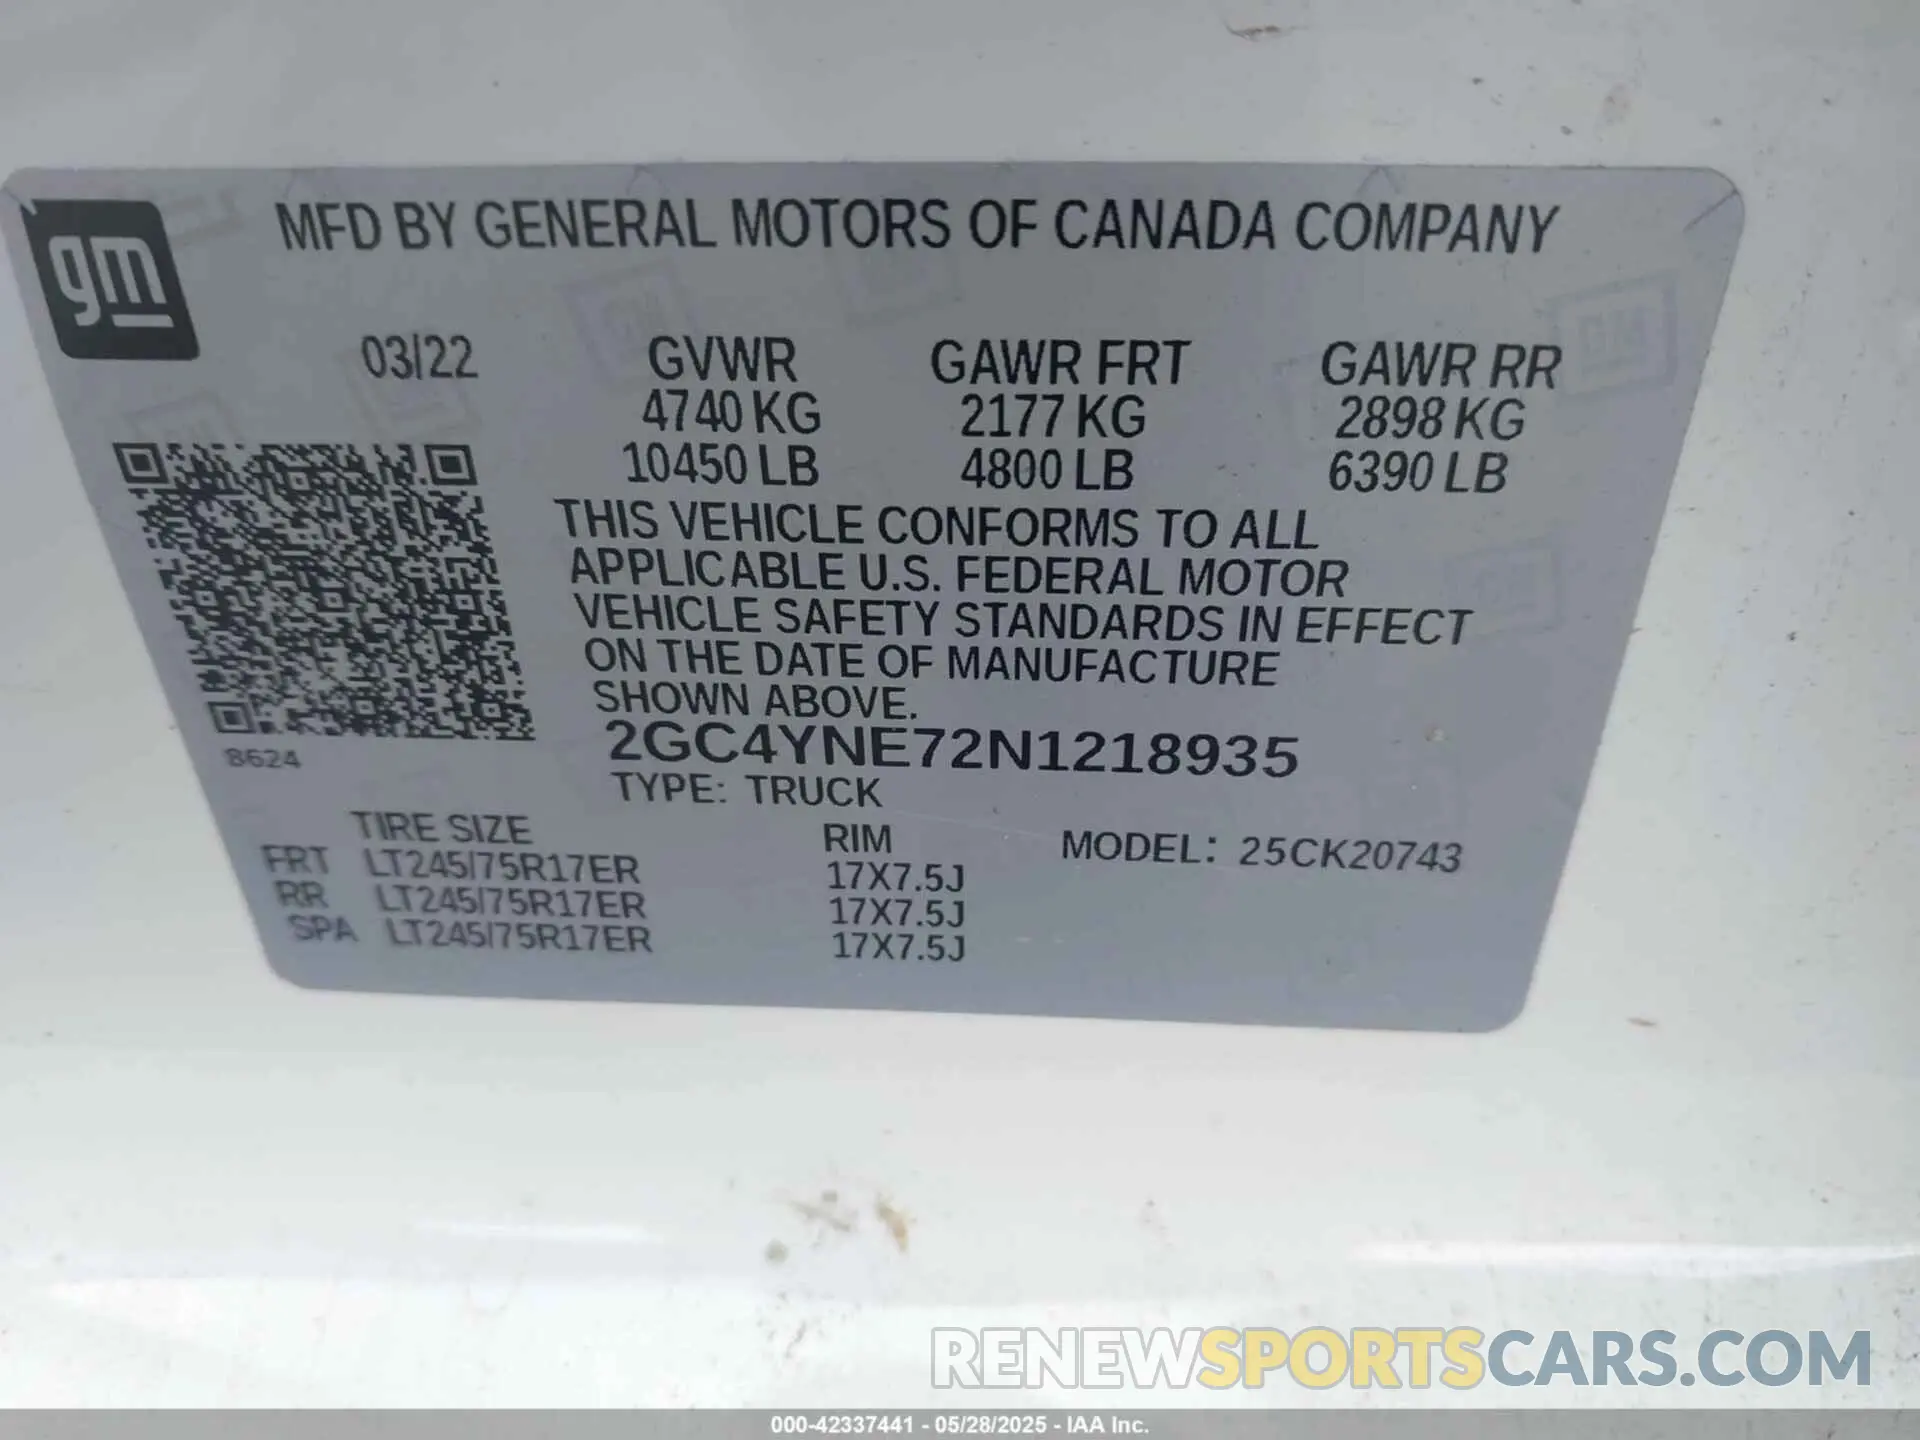 gm
MFD BY GENERAL MOTORS OF CANADA COMPANY
03/22 GVWR GAWR FRT GAWR RR
4740 KG 2177 KG 2898 KG
10450 LB 4800 LB 6390 LB
THIS VEHICLE CONFORMS TO ALL
APPLICABLE U.S. FEDERAL MOTOR
VEHICLE SAFETY STANDARDS IN EFFECT
ON THE DATE OF MANUFACTURE
SHOWN ABOVE.
2GC4YNE72N1218935
8624
TYPE: TRUCK
TIRE SIZE RIM MODEL: 25CK20743
FRT LT245/75R17ER 17X7.5J
RR LT245/75R17ER 17X7.5J
SPA LT245/75R17ER 17X7.5J
RENEWSPORTSCARS.COM
000-42337441 - 05/28/2025 - IAA Inc.